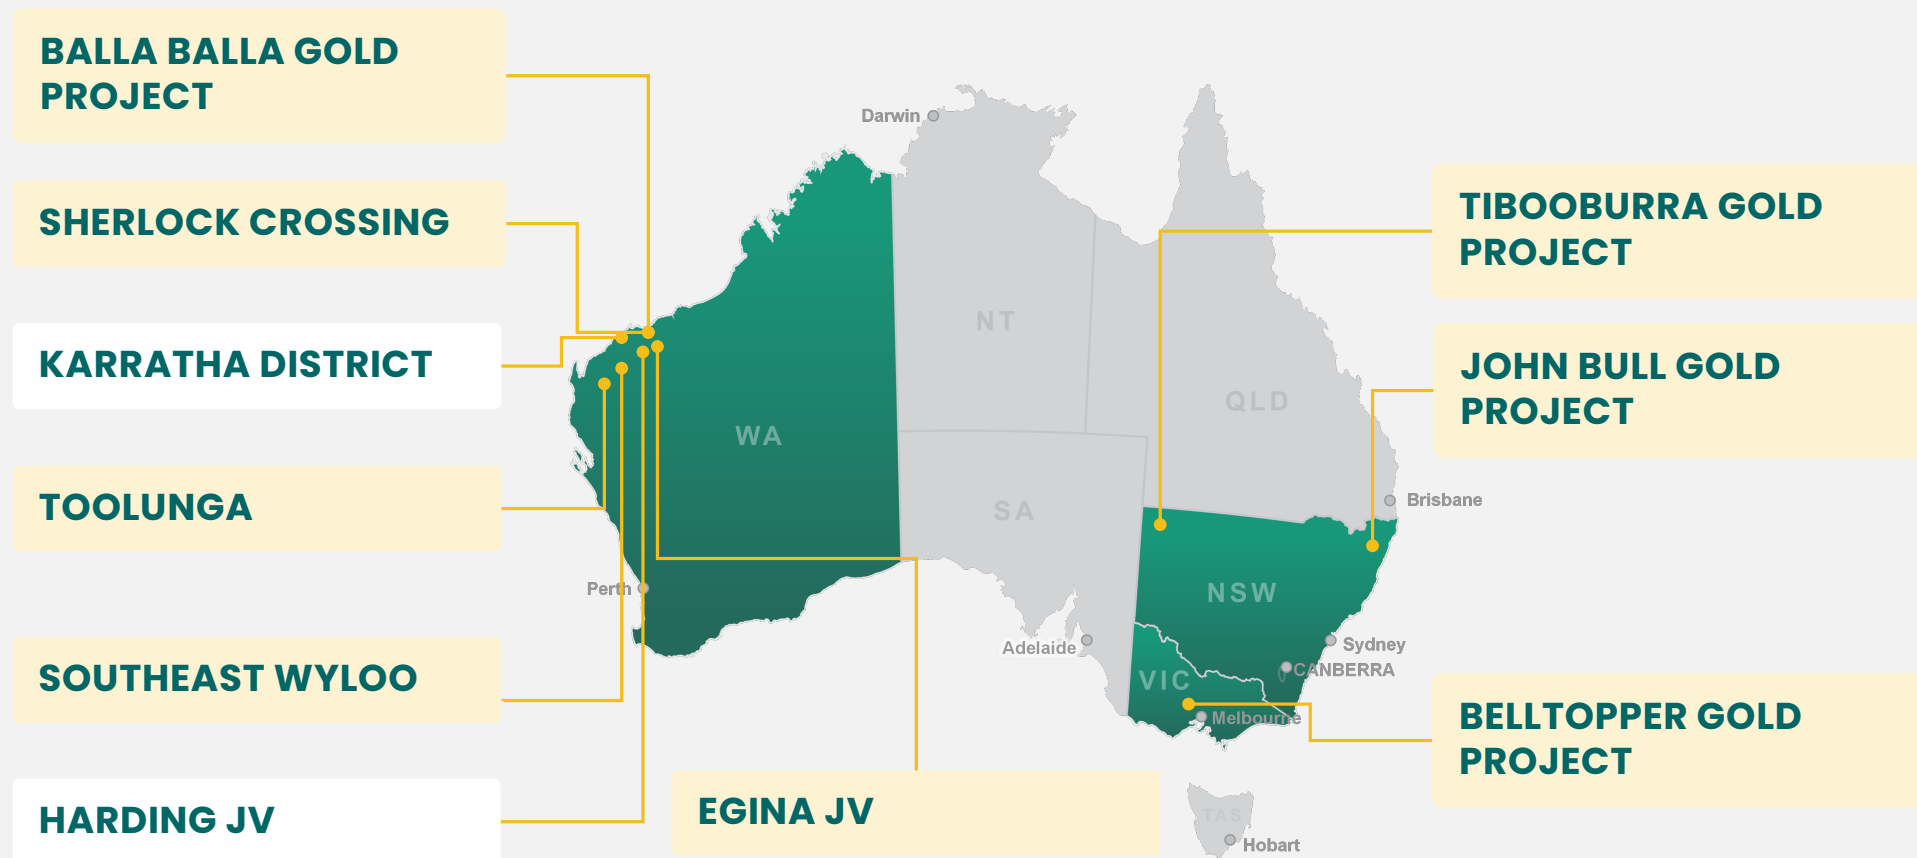 BALLA BALLA GOLD
PROJECT
SHERLOCK CROSSING
KARRATHA DISTRICT
TOOLUNGA
SOUTHEAST WYLOO
HARDING JV
EGINA JV
TIBOOBURRA GOLD
PROJECT
JOHN BULL GOLD
PROJECT
BELLTOPPER GOLD
PROJECT
Darwin
NT
QLD
WA
SA
Brisbane
NSW
Perth
Adelaide
Sydney
CANBERRA
VIC
Melbourne
TAS
Hobart